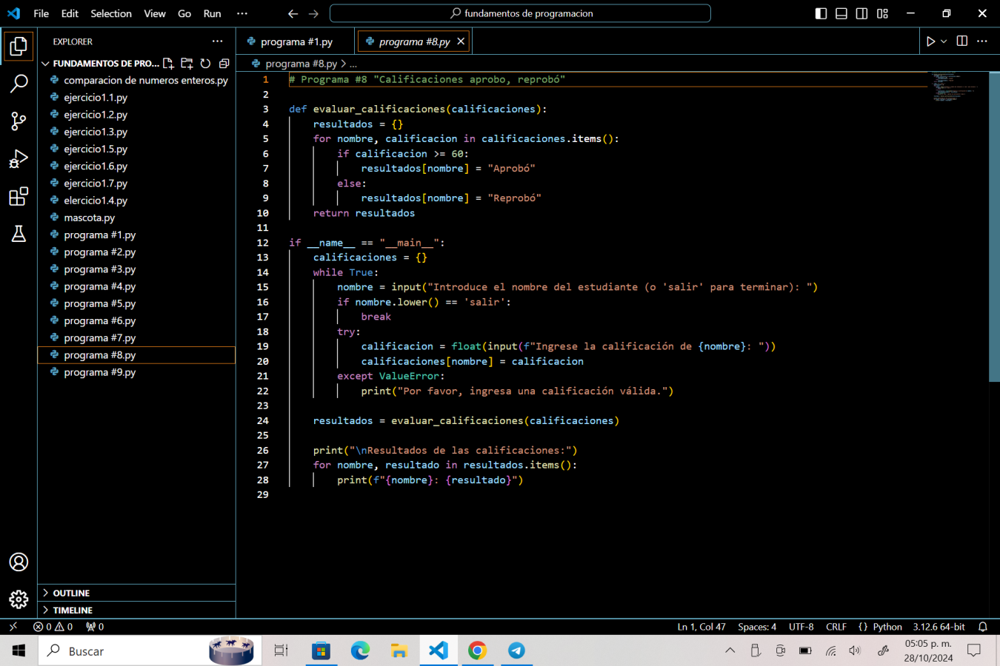 File Edit Selection View Go Run ···
fundamentos de programacion
EXPLORER
FUNDAMENTOS DE PRO...
comparacion de numeros enteros.py
ejercicio1.1.py
ejercicio1.2.py
ejercicio1.3.py
ejercicio1.5.py
ejercicio1.6.py
ejercicio1.7.py
elercicio1.4.py
mascota.py
programa #1.py
programa #2.py
programa #3.py
programa #4.py
programa #5.py
programa #6.py
programa #7.py
programa #8.py
programa #9.py
OUTLINE
TIMELINE
programa #1.py
programa #8.py
programa #8.py > ...
1 # Programa #8 "Calificaciones aprobo, reprobó"
2
3 def evaluar_calificaciones(calificaciones):
4     resultados = {}
5     for nombre, calificacion in calificaciones.items():
6         if calificacion >= 60:
7             resultados[nombre] = "Aprobó"
8         else:
9             resultados[nombre] = "Reprobó"
10     return resultados
11
12 if __name__ == "__main__":
13     calificaciones = {}
14     while True:
15         nombre = input("Introduce el nombre del estudiante (o 'salir' para terminar): ")
16         if nombre.lower() == 'salir':
17             break
18         try:
19             calificacion = float(input(f"Ingrese la calificación de {nombre}: "))
20             calificaciones[nombre] = calificacion
21         except ValueError:
22             print("Por favor, ingresa una calificación válida.")
23
24     resultados = evaluar_calificaciones(calificaciones)
25
26     print("\nResultados de las calificaciones:")
27     for nombre, resultado in resultados.items():
28         print(f"{nombre}: {resultado}")
29
0 0 0
Ln 1, Col 47 Spaces: 4 UTF-8 CRLF {} Python 3.12.6 64-bit
Buscar
05:05 p. m.
28/10/2024